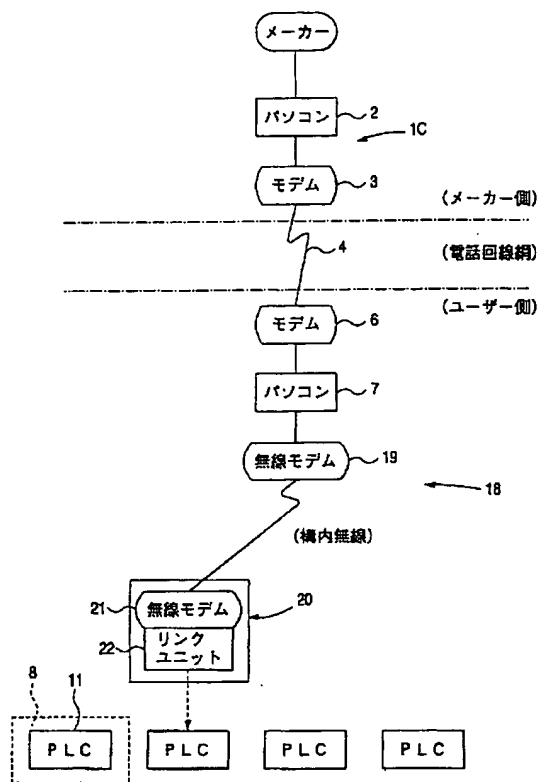 メーカー
パソコン
2
1C
モデム
3
(メーカー側)
4
(電話回線網)
(ユーザー側)
モデム
6
パソコン
7
無線モデム
19
18
(構内無線)
21
無線モデム
20
22
リンク
ユニット
8
11
PLC
PLC
PLC
PLC